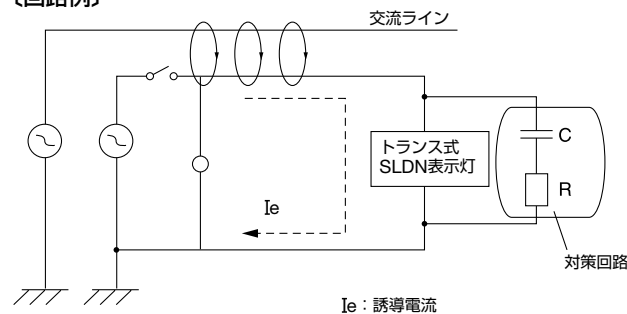 〔回路例〕
交流ライン
トランス式
SLDN表示灯
C
R
Ie
対策回路
Ie：誘導電流